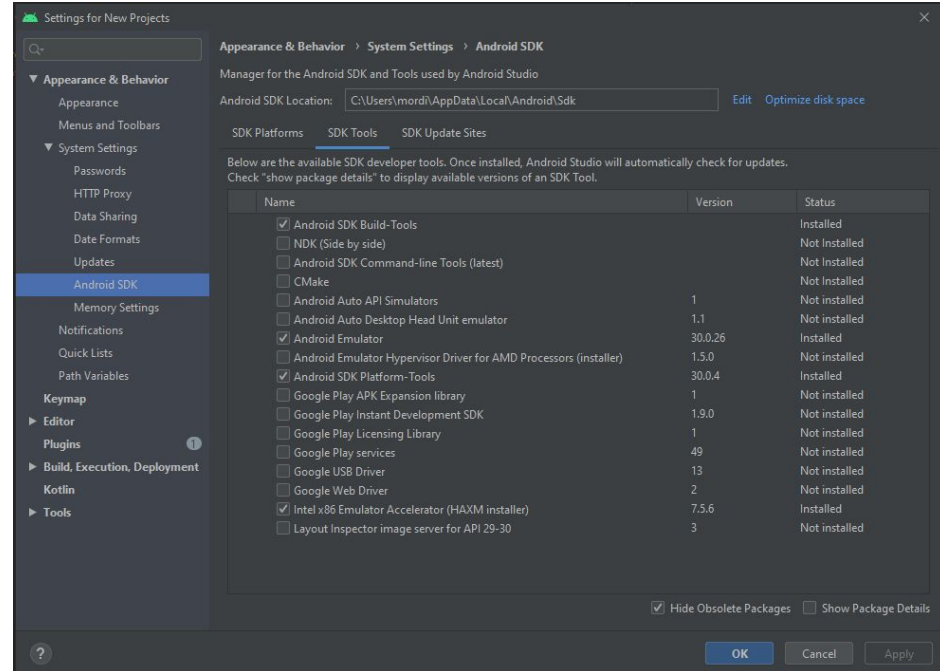 Settings for New Projects
Appearance & Behavior
Appearance
Menus and Toolbars
System Settings
Passwords
HTTP Proxy
Data Sharing
Date Formats
Updates
Android SDK
Memory Settings
Notifications
Quick Lists
Path Variables
Keymap
Editor
Plugins 1
Build, Execution, Deployment
Kotlin
Tools
Appearance & Behavior > System Settings > Android SDK
Manager for the Android SDK and Tools used by Android Studio
Android SDK Location: C:\Users\mordi\AppData\Local\Android\Sdk Edit Optimize disk space
SDK Platforms SDK Tools SDK Update Sites
Below are the available SDK developer tools. Once installed, Android Studio will automatically check for updates.
Check "show package details" to display available versions of an SDK Tool.
Name Version Status
Android SDK Build-Tools Installed
NDK (Side by side) Not Installed
Android SDK Command-line Tools (latest) Not Installed
CMake Not Installed
Android Auto API Simulators 1 Not installed
Android Auto Desktop Head Unit emulator 1.1 Not installed
Android Emulator 30.0.26 Installed
Android Emulator Hypervisor Driver for AMD Processors (installer) 1.5.0 Not installed
Android SDK Platform-Tools 30.0.4 Installed
Google Play APK Expansion library 1 Not installed
Google Play Instant Development SDK 1.9.0 Not installed
Google Play Licensing Library 1 Not installed
Google Play services 49 Not installed
Google USB Driver 13 Not installed
Google Web Driver 2 Not installed
Intel x86 Emulator Accelerator (HAXM installer) 7.5.6 Installed
Layout Inspector image server for API 29-30 3 Not installed
Hide Obsolete Packages Show Package Details
? OK Cancel Apply